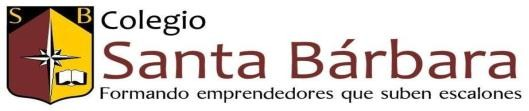 S B
Colegio
Santa Bárbara
Formando emprendedores que suben escalones